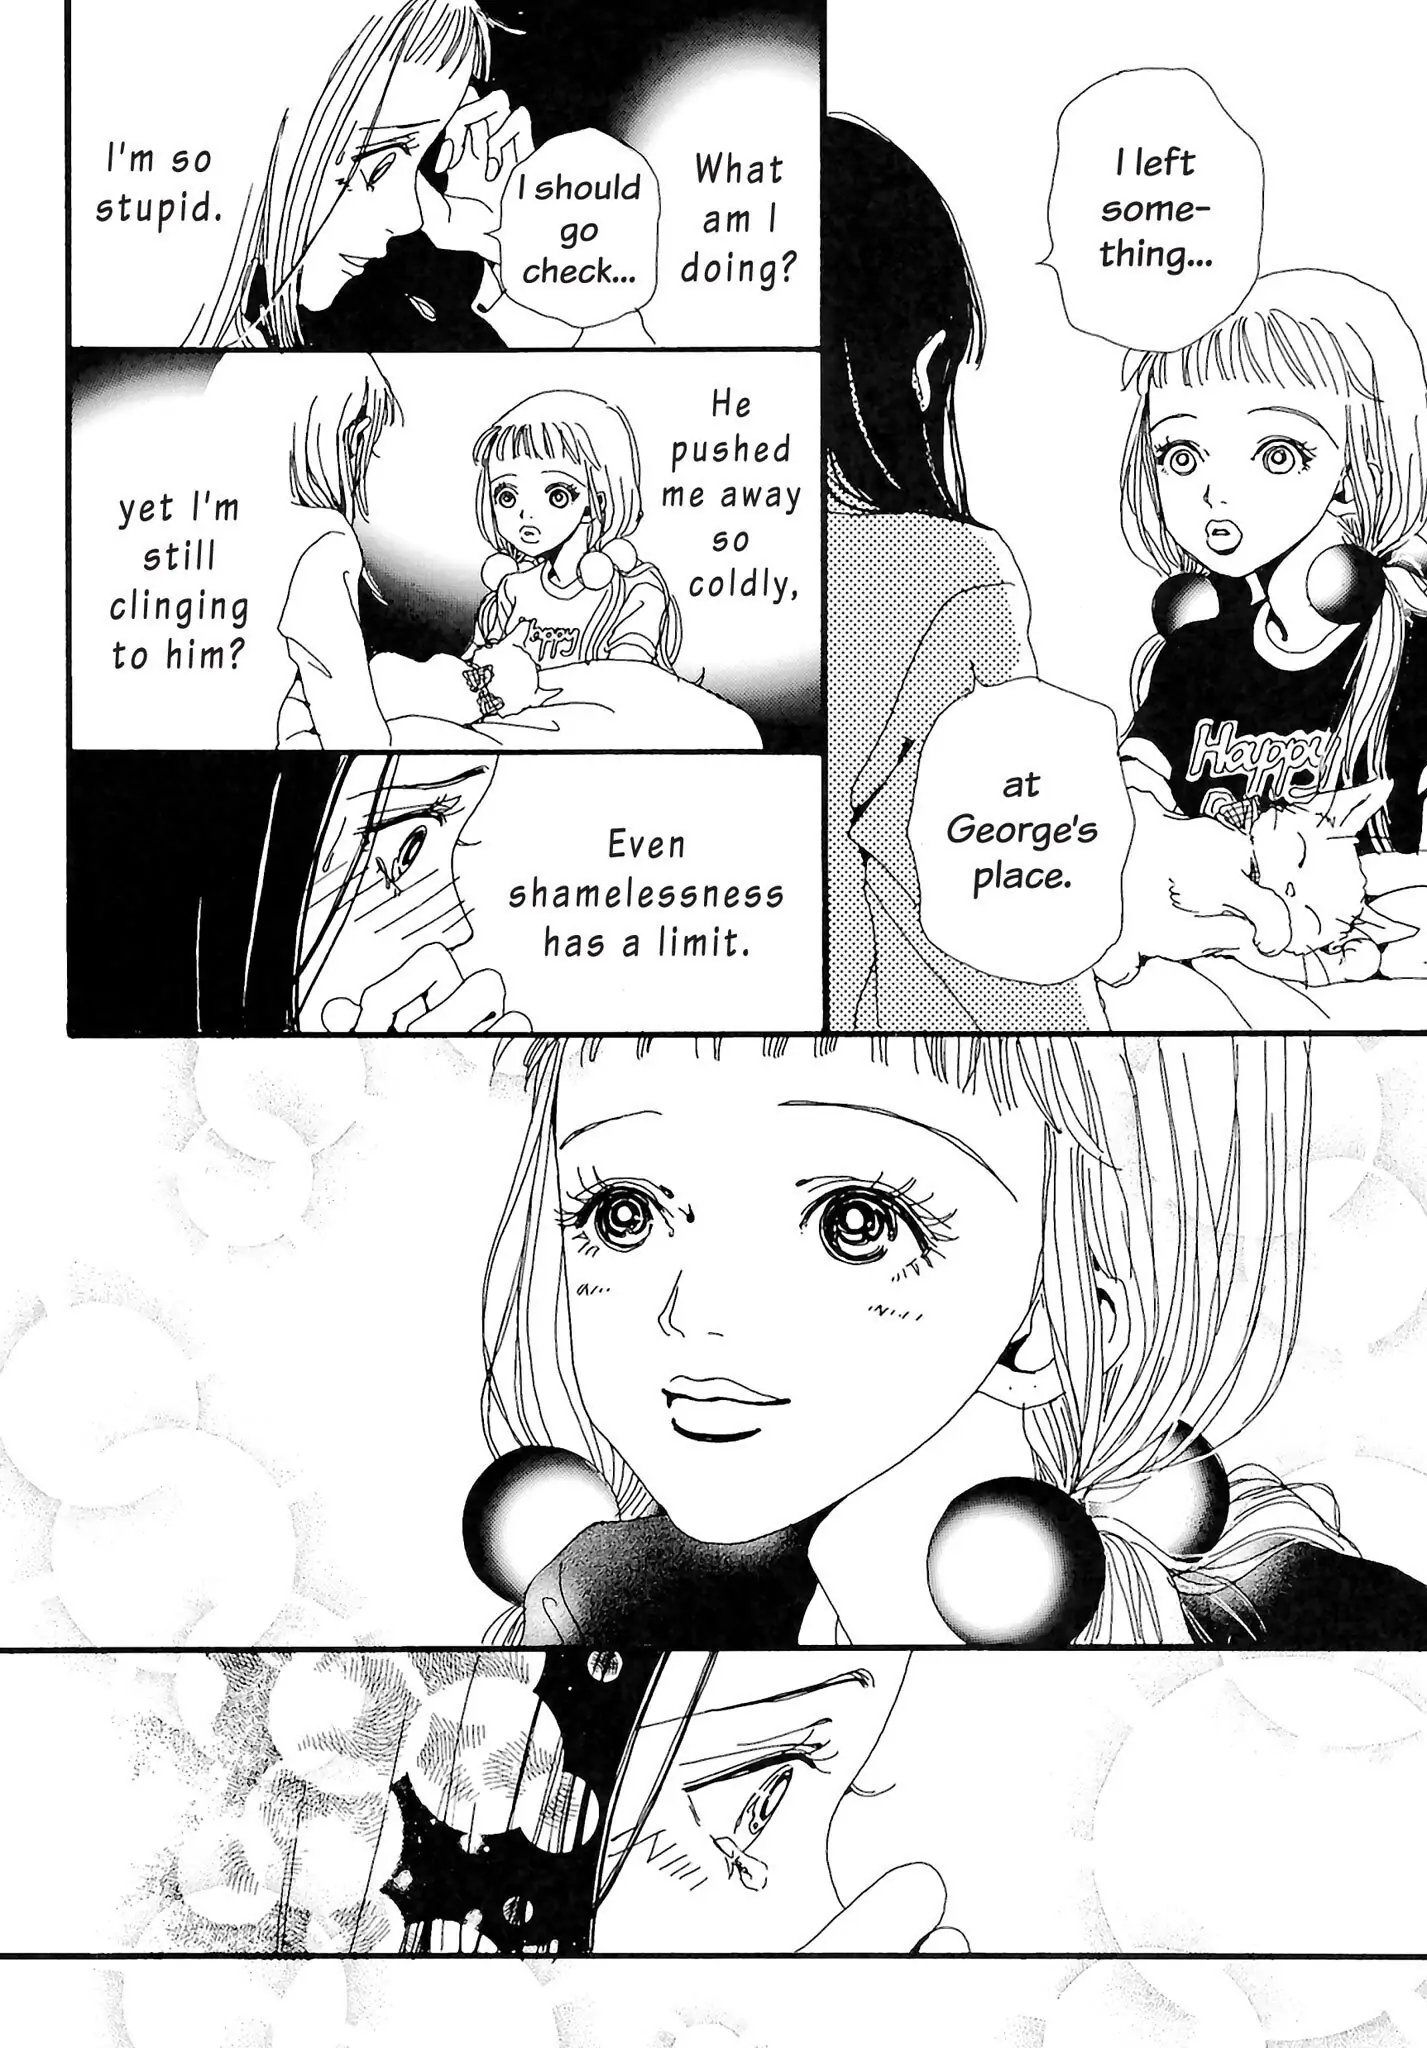 I left
some-
thing...
Happy
at
George's
place.
What
am I
doing?
I should
go
check...
I'm so
stupid.
He
pushed
me away
so
coldly,
Happy
yet I'm
still
clinging
to him?
Even
shamelessness
has a limit.